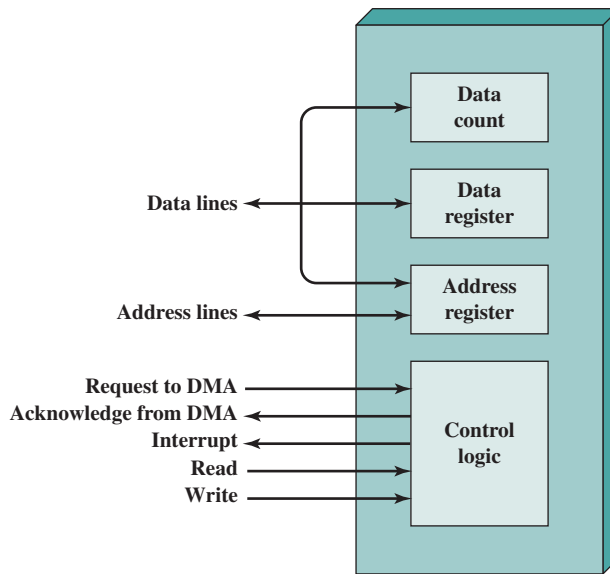 Data
count
Data lines
Data
register
Address
register
Address lines
Request to DMA
Acknowledge from DMA
Interrupt
Read
Write
Control
logic